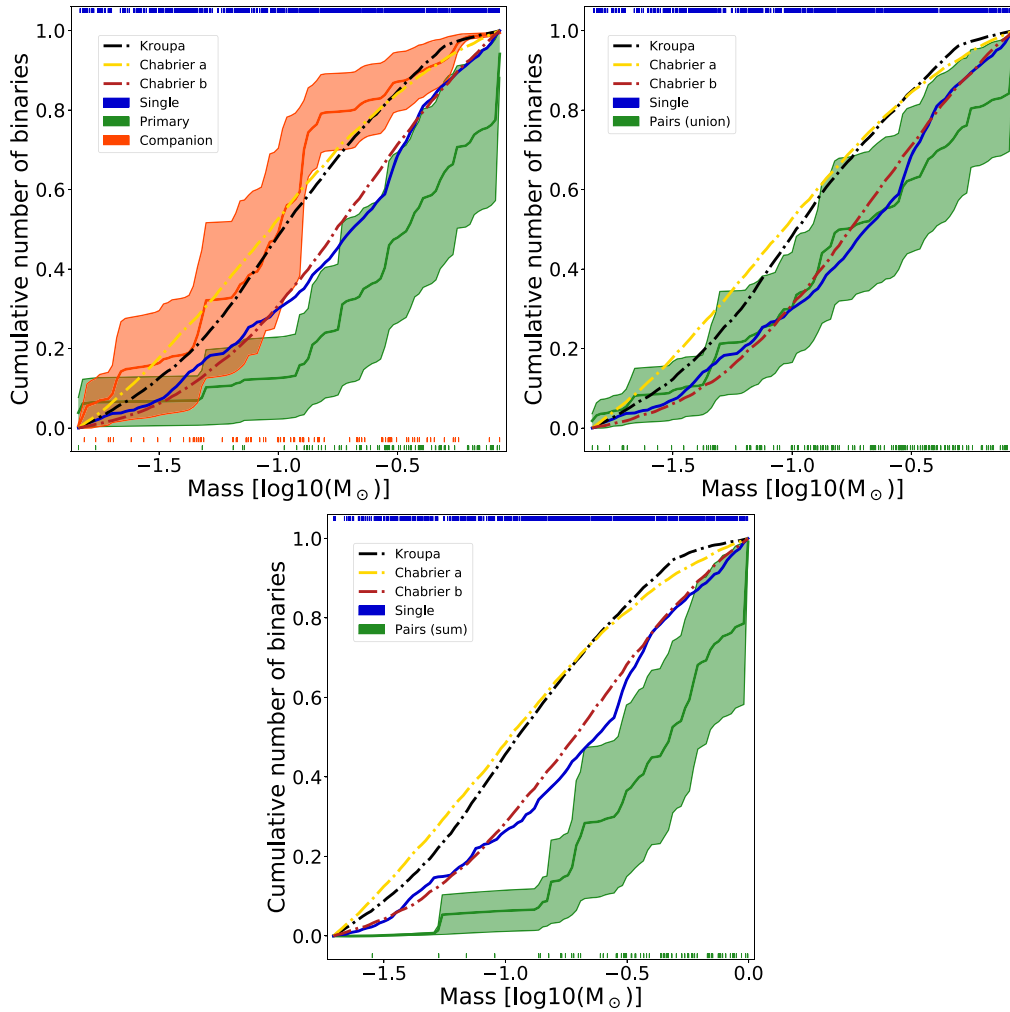 1.0
0.8
0.6
0.4
0.2
0.0
Cumulative number of binaries
Kroupa
Chabrier a
Chabrier b
Single
Primary
Companion
−1.5
−1.0
−0.5
Mass [log10(M⊙)]
1.0
0.8
0.6
0.4
0.2
0.0
Cumulative number of binaries
Kroupa
Chabrier a
Chabrier b
Single
Pairs (union)
−1.5
−1.0
−0.5
Mass [log10(M⊙)]
1.0
0.8
0.6
0.4
0.2
0.0
Cumulative number of binaries
Kroupa
Chabrier a
Chabrier b
Single
Pairs (sum)
−1.5
−1.0
−0.5
0.0
Mass [log10(M⊙)]